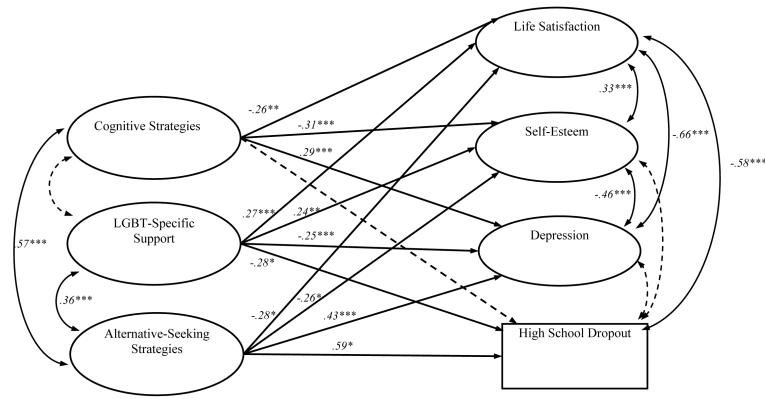 Life Satisfaction
.33***
-.26**
Cognitive Strategies
-.31***
Self-Esteem
-.66***
.29***
-.58***
-.46***
LGBT-Specific
Support
.27***
.24**
-.25***
Depression
.57***
-.28*
.36***
-.28*
-.26*
.43***
Alternative-Seeking
Strategies
.59*
High School Dropout